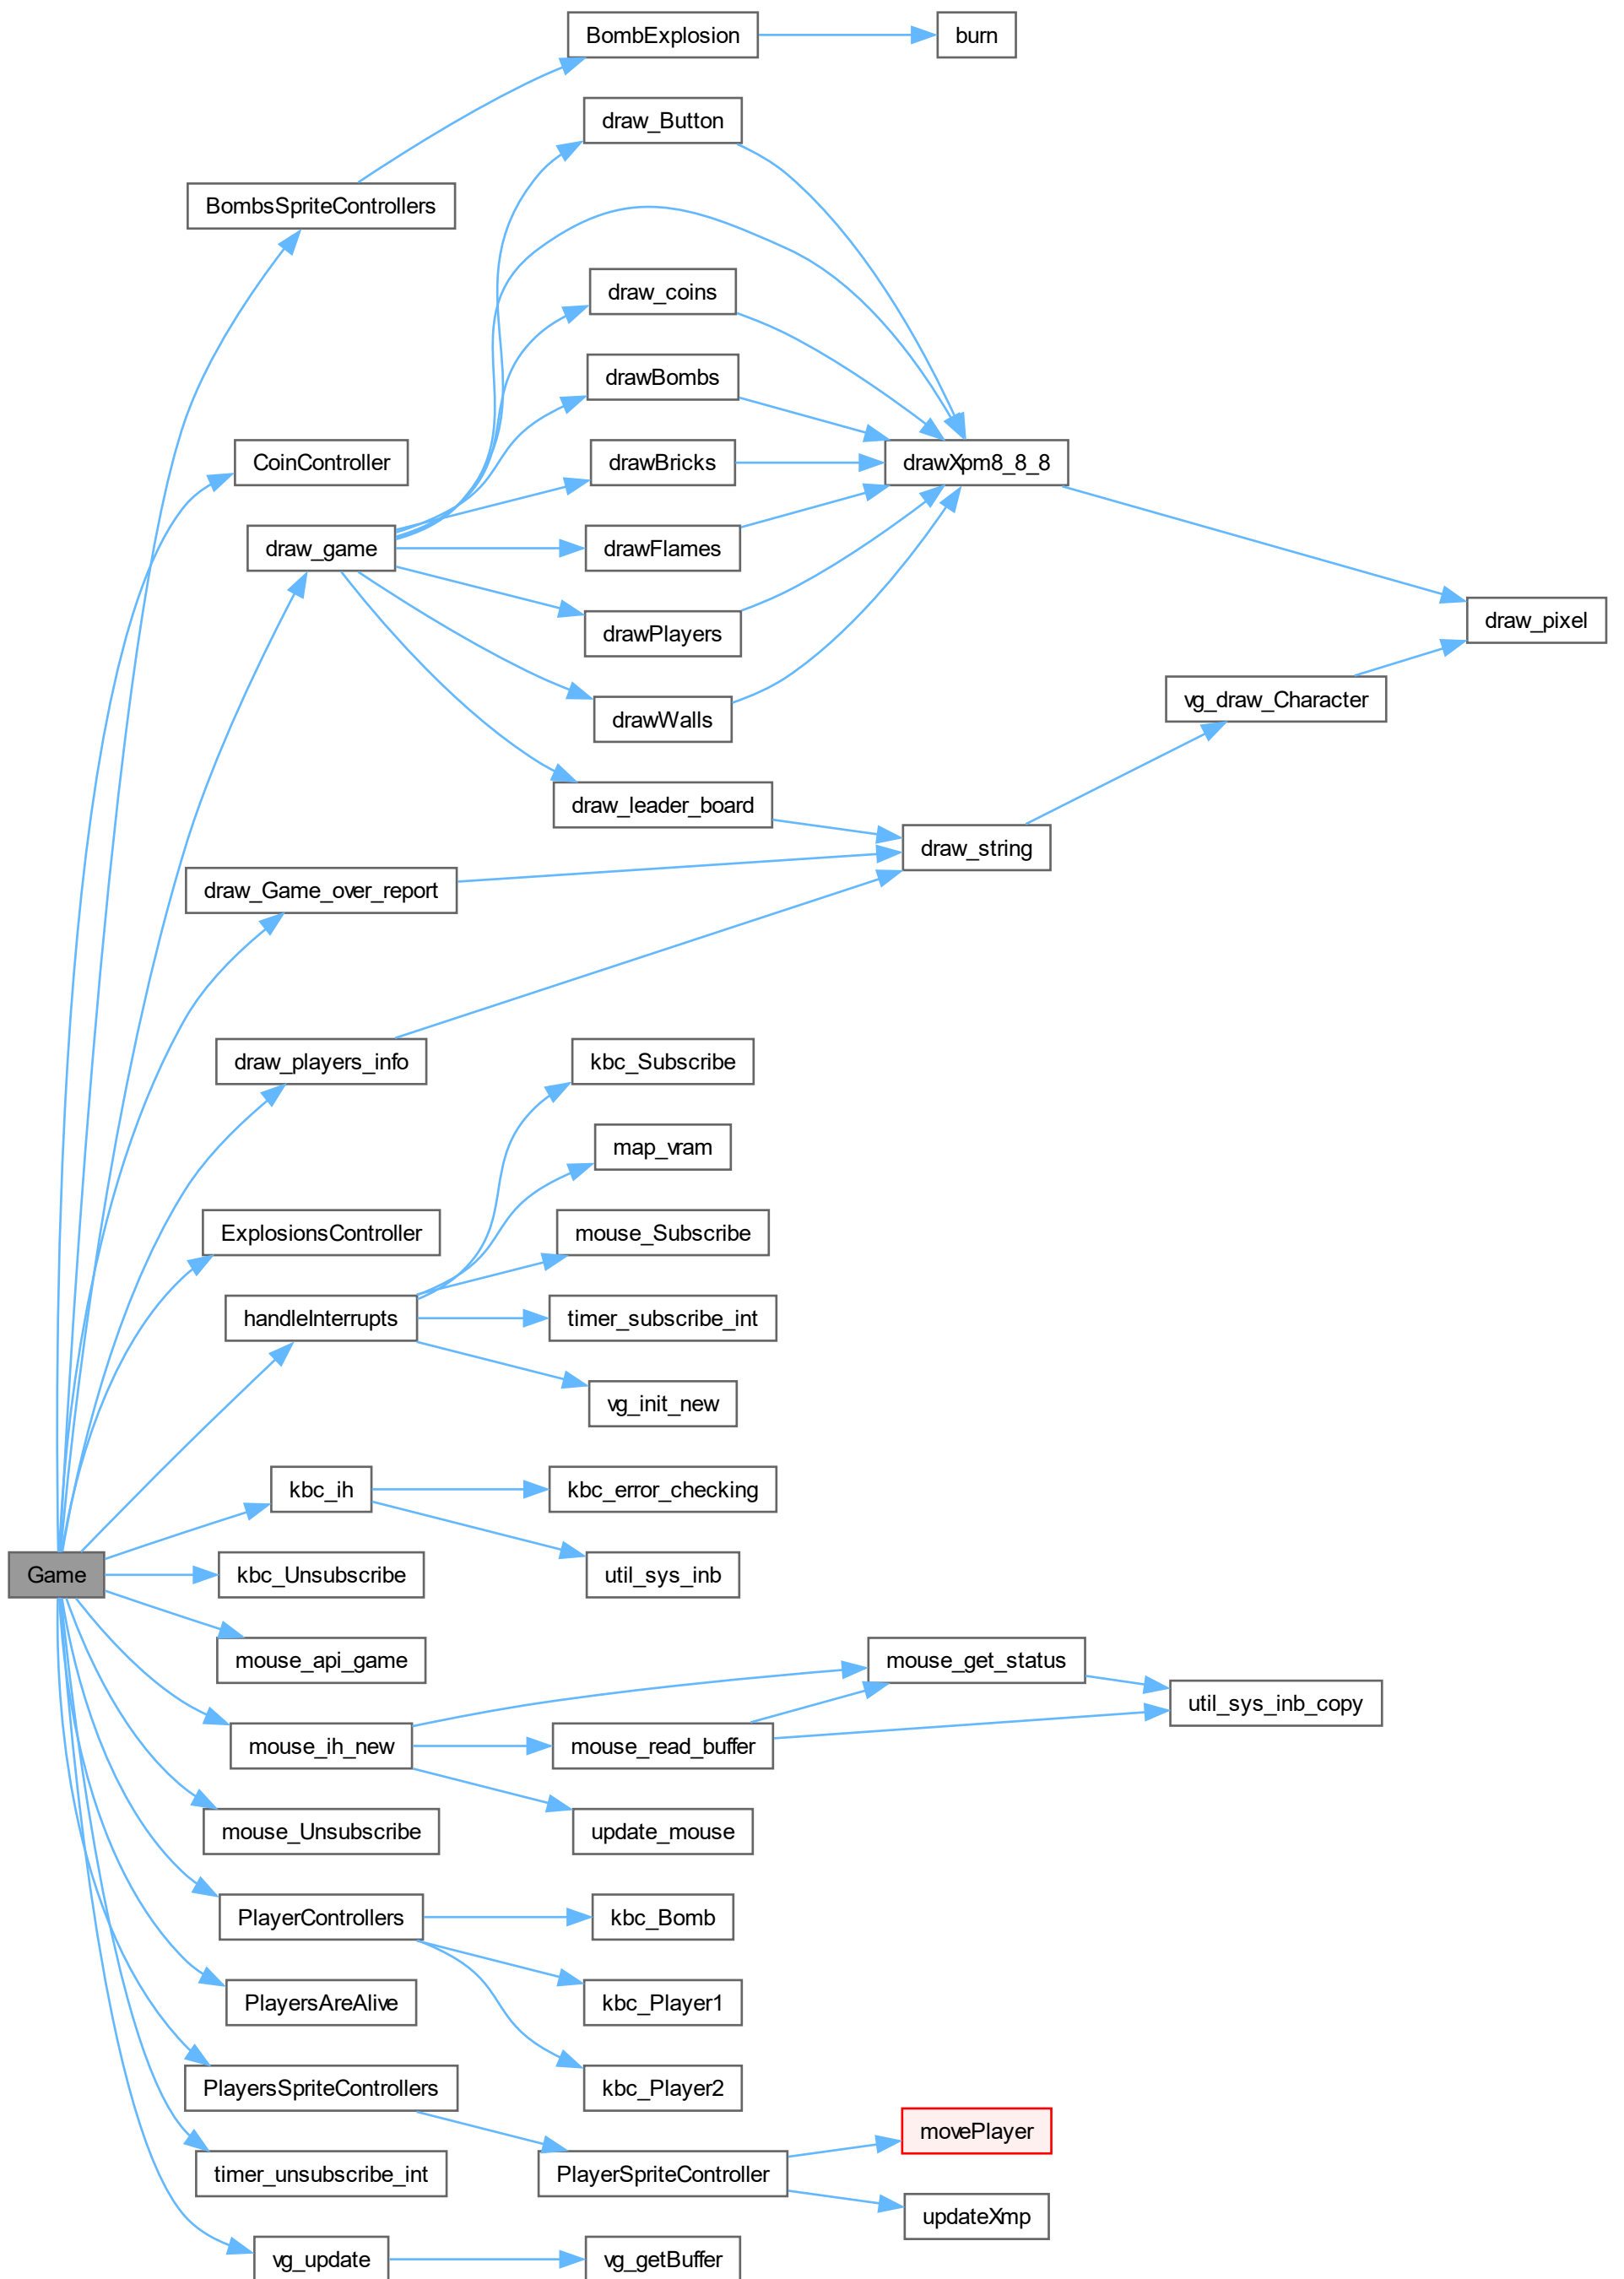 BombExplosion
burn
draw_Button
BombsSpriteControllers
draw_coins
drawBombs
CoinController
drawBricks
drawXpm8_8_8
draw_game
drawFlames
drawPlayers
draw_pixel
drawWalls
vg_draw_Character
draw_leader_board
draw_string
draw_Game_over_report
draw_players_info
kbc_Subscribe
map_vram
ExplosionsController
mouse_Subscribe
handleInterrupts
timer_subscribe_int
vg_init_new
kbc_ih
kbc_error_checking
Game
kbc_Unsubscribe
util_sys_inb
mouse_api_game
mouse_get_status
util_sys_inb_copy
mouse_ih_new
mouse_read_buffer
mouse_Unsubscribe
update_mouse
PlayerControllers
kbc_Bomb
PlayersAreAlive
kbc_Player1
PlayersSpriteControllers
kbc_Player2
movePlayer
timer_unsubscribe_int
PlayerSpriteController
updateXmp
vg_update
vg_getBuffer